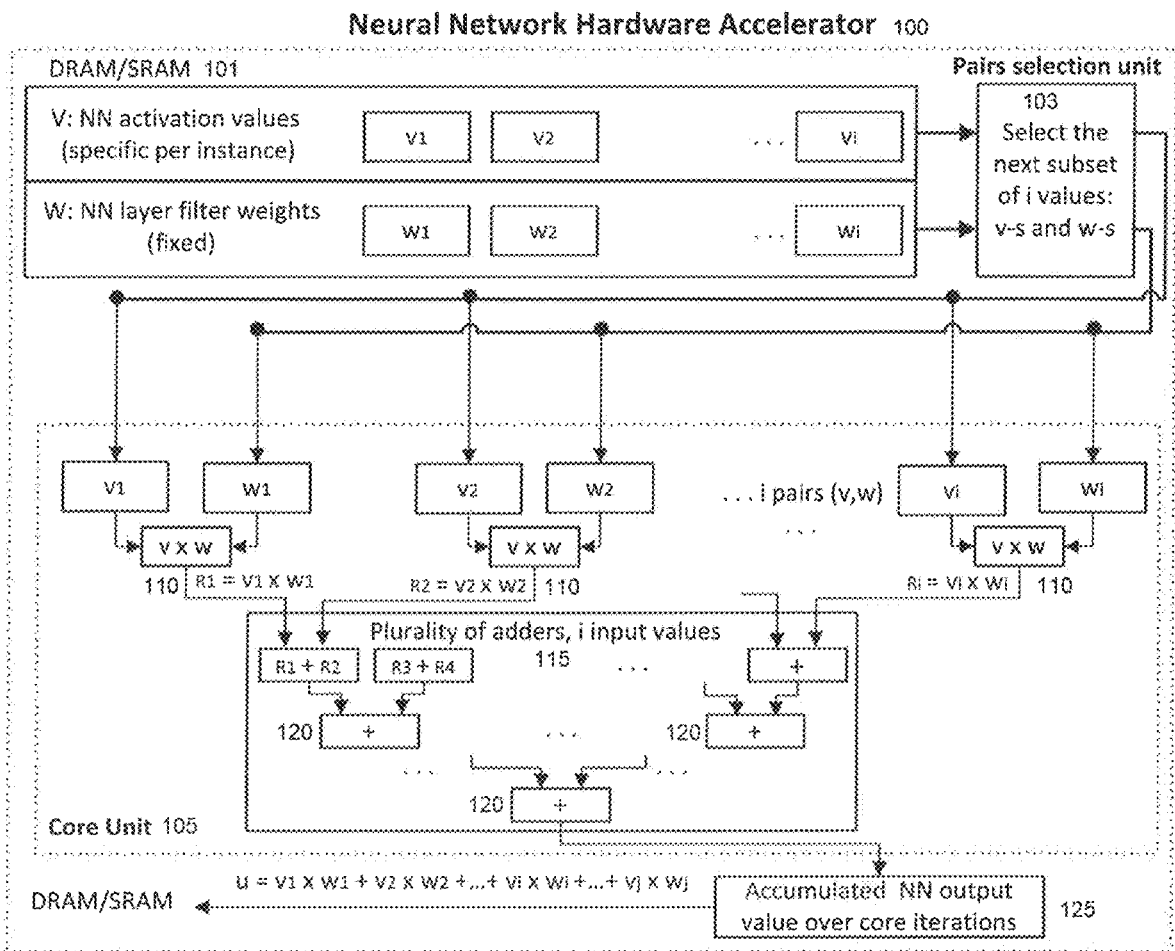 Neural Network Hardware Accelerator 100
DRAM/SRAM 101
Pairs selection unit
V: NN activation values
(specific per instance)
V1 V2 ... Vi
W: NN layer filter weights
(fixed)
W1 W2 ... Wi
103
Select the
next subset
of i values:
v-s and w-s
V1 W1 V2 W2 ... i pairs (v,w) Vi Wi
...
V x W V x W V x W
110 R1 = V1 X W1 R2 = V2 X W2 110 Ri = Vi X Wi 110
Plurality of adders, i input values
115
R1 + R2 R3 + R4 ... +
120 + ... 120 +
... ...
120 +
Core Unit 105
u = V1 X W1 + V2 X W2 +...+ Vi X Wi +...+ Vj X Wj
DRAM/SRAM
Accumulated NN output
value over core iterations
125